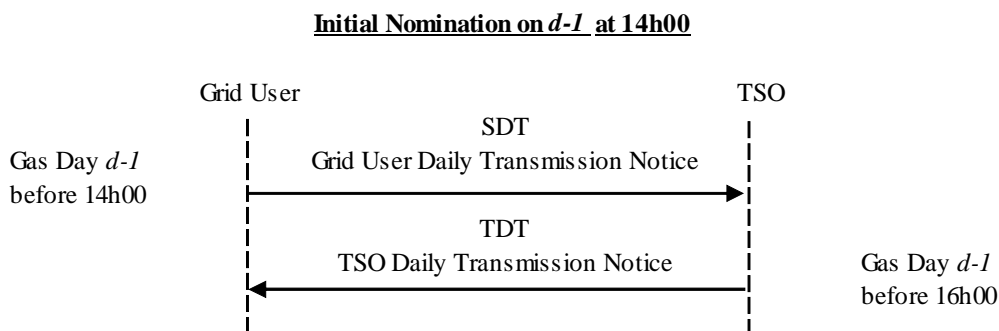 Initial Nomination on d-1 at 14h00
Grid User
TSO
SDT
Gas Day d-1
Grid User Daily Transmission Notice
before 14h00
TDT
TSO Daily Transmission Notice
Gas Day d-1
before 16h00